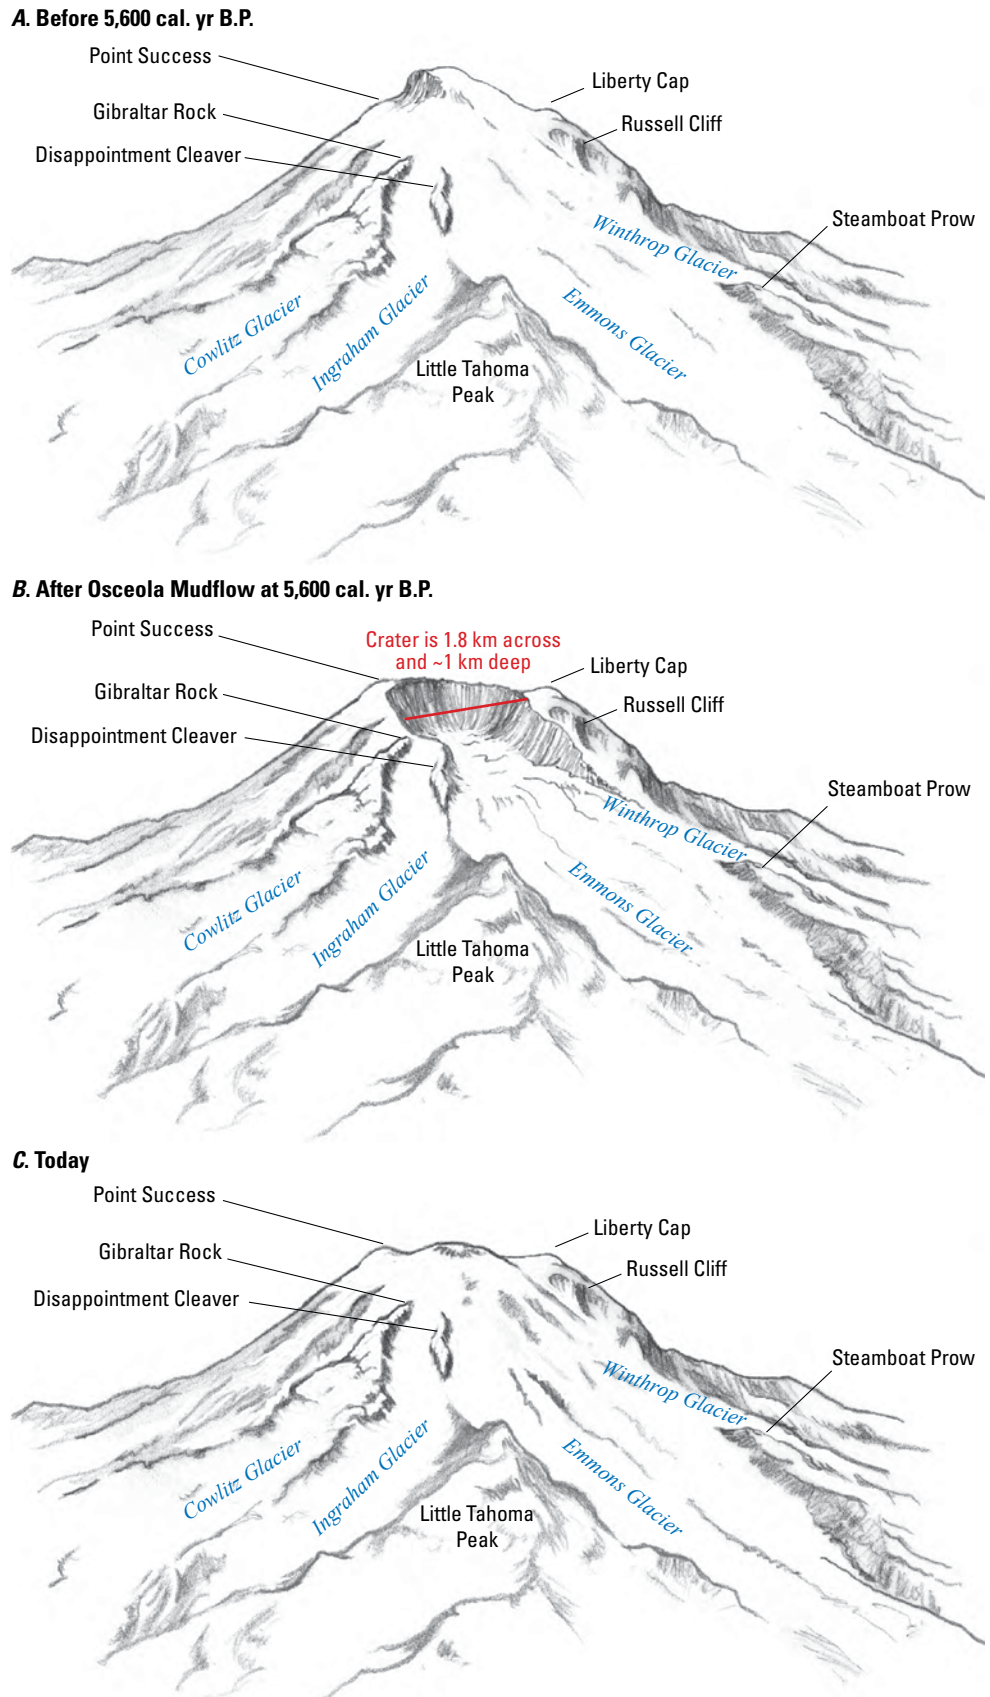 A. Before 5,600 cal. yr B.P.
Point Success
Liberty Cap
Gibraltar Rock
Russell Cliff
Disappointment Cleaver
Steamboat Prow
Winthrop Glacier
Cowlitz Glacier
Ingraham Glacier
Emmons Glacier
Little Tahoma
Peak
B. After Osceola Mudflow at 5,600 cal. yr B.P.
Point Success
Crater is 1.8 km across
and ~1 km deep
Liberty Cap
Gibraltar Rock
Russell Cliff
Disappointment Cleaver
Steamboat Prow
Winthrop Glacier
Cowlitz Glacier
Ingraham Glacier
Emmons Glacier
Little Tahoma
Peak
C. Today
Point Success
Liberty Cap
Gibraltar Rock
Russell Cliff
Disappointment Cleaver
Steamboat Prow
Winthrop Glacier
Cowlitz Glacier
Ingraham Glacier
Emmons Glacier
Little Tahoma
Peak